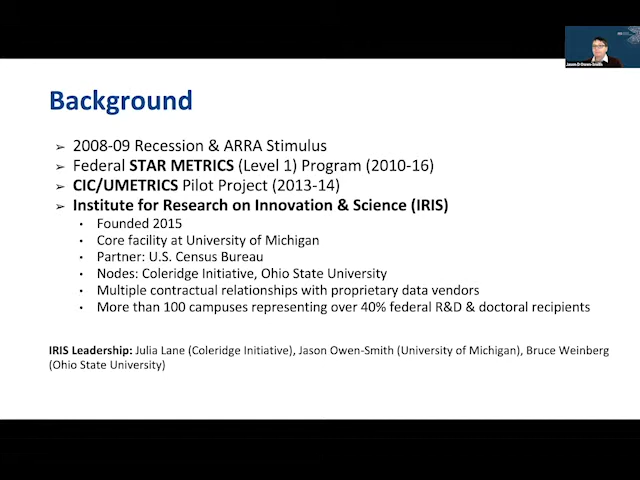 Jason D Owen-Smith
Background
➢ 2008-09 Recession & ARRA Stimulus
➢ Federal STAR METRICS (Level 1) Program (2010-16)
➢ CIC/UMETRICS Pilot Project (2013-14)
➢ Institute for Research on Innovation & Science (IRIS)
• Founded 2015
• Core facility at University of Michigan
• Partner: U.S. Census Bureau
• Nodes: Coleridge Initiative, Ohio State University
• Multiple contractual relationships with proprietary data vendors
• More than 100 campuses representing over 40% federal R&D & doctoral recipients
IRIS Leadership: Julia Lane (Coleridge Initiative), Jason Owen-Smith (University of Michigan), Bruce Weinberg
(Ohio State University)